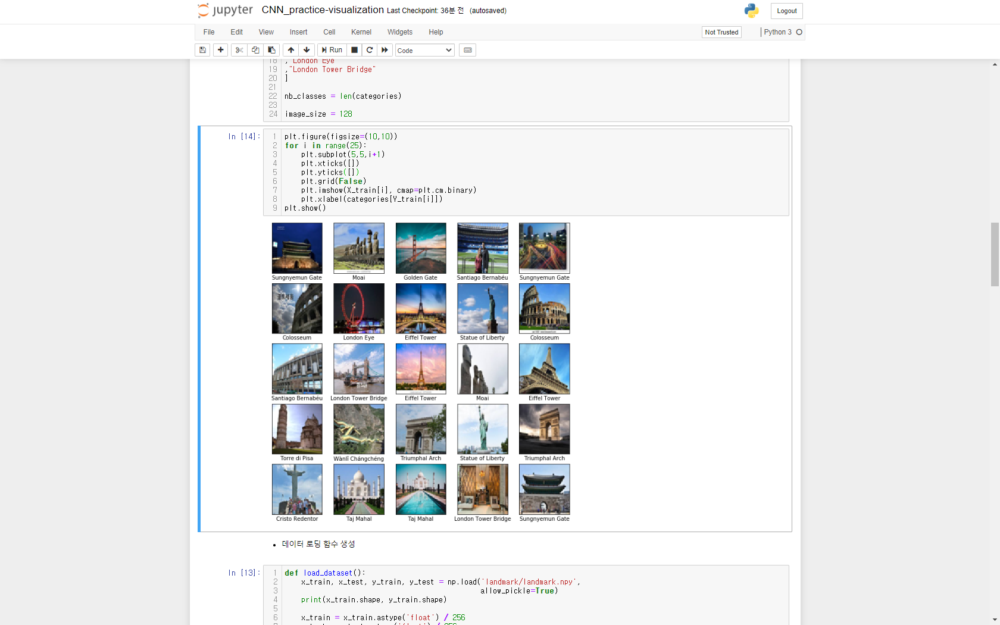 jupyter CNN_practice-visualization Last Checkpoint: 36분 전 (autosaved) Logout
File Edit View Insert Cell Kernel Widgets Help Not Trusted Python 3
Run Code
18 ,"London Eye"
19 ,"London Tower Bridge"
20 ]
21
22 nb_classes = len(categories)
23
24 image_size = 128
In [14]:
1 plt.figure(figsize=(10,10))
2 for i in range(25):
3     plt.subplot(5,5,i+1)
4     plt.xticks([])
5     plt.yticks([])
6     plt.grid(False)
7     plt.imshow(X_train[i], cmap=plt.cm.binary)
8     plt.xlabel(categories[Y_train[i]])
9 plt.show()
Sungnyemun Gate Moai Golden Gate Santiago Bernabéu Sungnyemun Gate
Colosseum London Eye Eiffel Tower Statue of Liberty Colosseum
Santiago Bernabéu London Tower Bridge Eiffel Tower Moai Eiffel Tower
Torre di Pisa Wànlǐ Chángchéng Triumphal Arch Statue of Liberty Triumphal Arch
Cristo Redentor Taj Mahal Taj Mahal London Tower Bridge Sungnyemun Gate
• 데이터 로딩 함수 생성
In [13]:
1 def load_dataset():
2     x_train, x_test, y_train, y_test = np.load('landmark/landmark.npy',
3                                                allow_pickle=True)
4     print(x_train.shape, y_train.shape)
5
6     x_train = x_train.astype('float') / 256